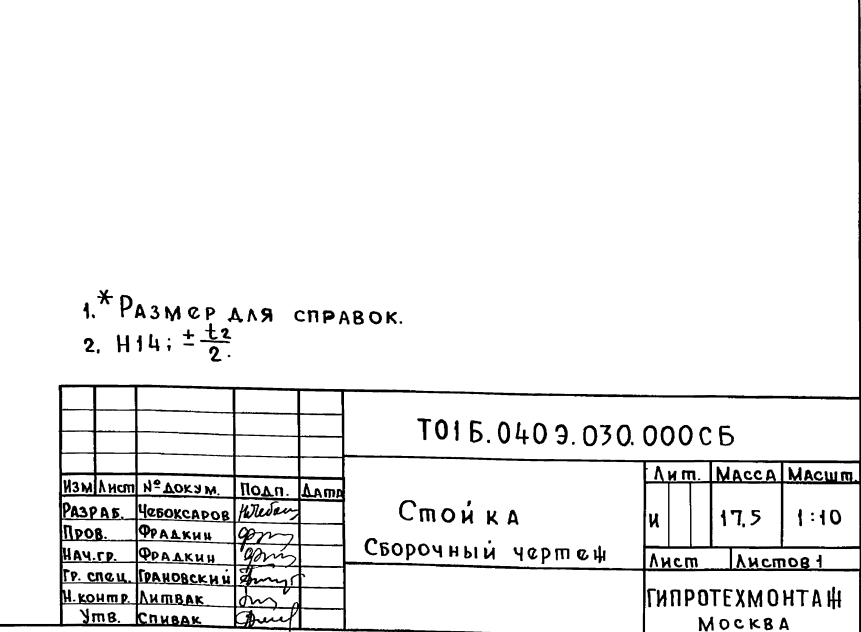 1.* Размер для справок.
2. H14; ± t2/2.
Т01Б.040Э.030.000СБ
Изм Лист № докум. Подп. Дата
Разраб. Чебоксаров
Пров. Фрадкин
Нач.гр. Фрадкин
Гр. спец. Грановский
Н.контр. Литвак
Утв. Спивак
Стойка
Сборочный чертеж
Лит. Масса Масшт.
И 17,5 1:10
Лист Листов 1
ГИПРОТЕХМОНТАЖ
Москва